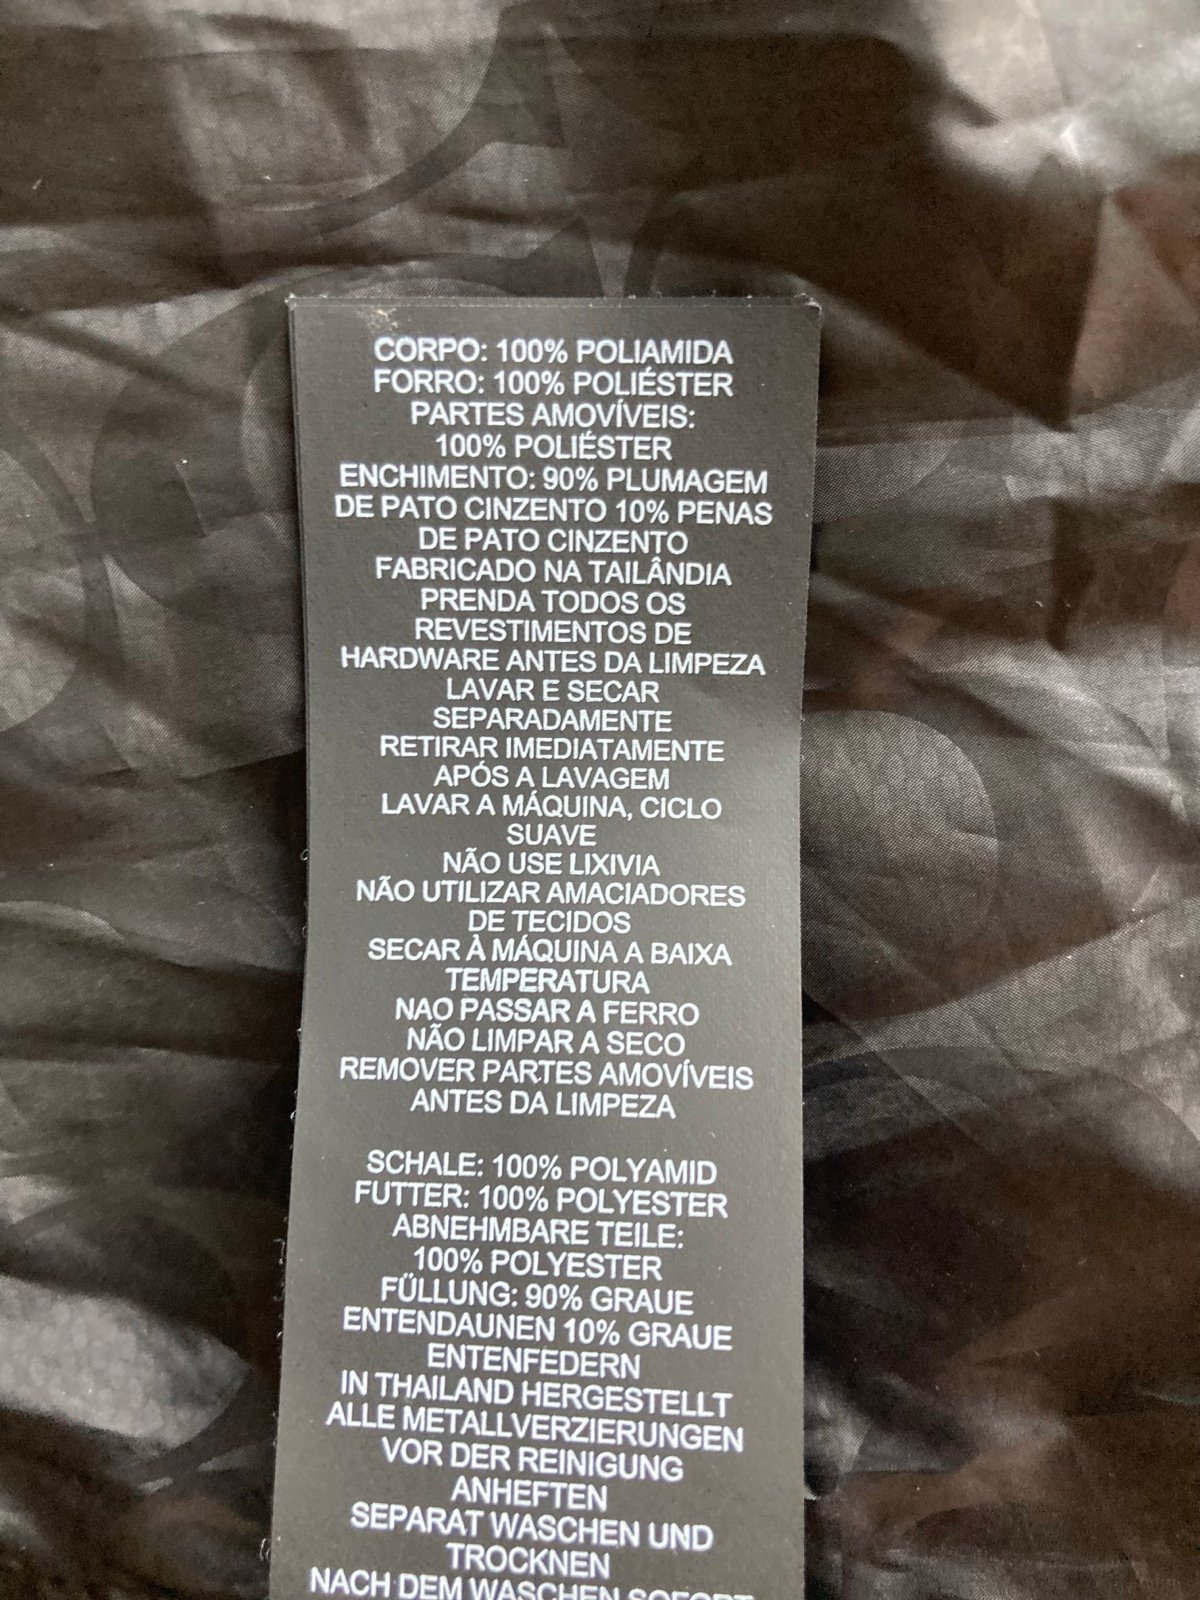 CORPO: 100% POLIAMIDA
FORRO: 100% POLIÉSTER
PARTES AMOVÍVEIS:
100% POLIÉSTER
ENCHIMENTO: 90% PLUMAGEM
DE PATO CINZENTO 10% PENAS
DE PATO CINZENTO
FABRICADO NA TAILÂNDIA
PRENDA TODOS OS
REVESTIMENTOS DE
HARDWARE ANTES DA LIMPEZA
LAVAR E SECAR
SEPARADAMENTE
RETIRAR IMEDIATAMENTE
APÓS A LAVAGEM
LAVAR A MÁQUINA, CICLO
SUAVE
NÃO USE LIXIVIA
NÃO UTILIZAR AMACIADORES
DE TECIDOS
SECAR À MÁQUINA A BAIXA
TEMPERATURA
NAO PASSAR A FERRO
NÃO LIMPAR A SECO
REMOVER PARTES AMOVÍVEIS
ANTES DA LIMPEZA
SCHALE: 100% POLYAMID
FUTTER: 100% POLYESTER
ABNEHMBARE TEILE:
100% POLYESTER
FÜLLUNG: 90% GRAUE
ENTENDAUNEN 10% GRAUE
ENTENFEDERN
IN THAILAND HERGESTELLT
ALLE METALLVERZIERUNGEN
VOR DER REINIGUNG
ANHEFTEN
SEPARAT WASCHEN UND
TROCKNEN
NACH DEM WASCHEN SOFORT